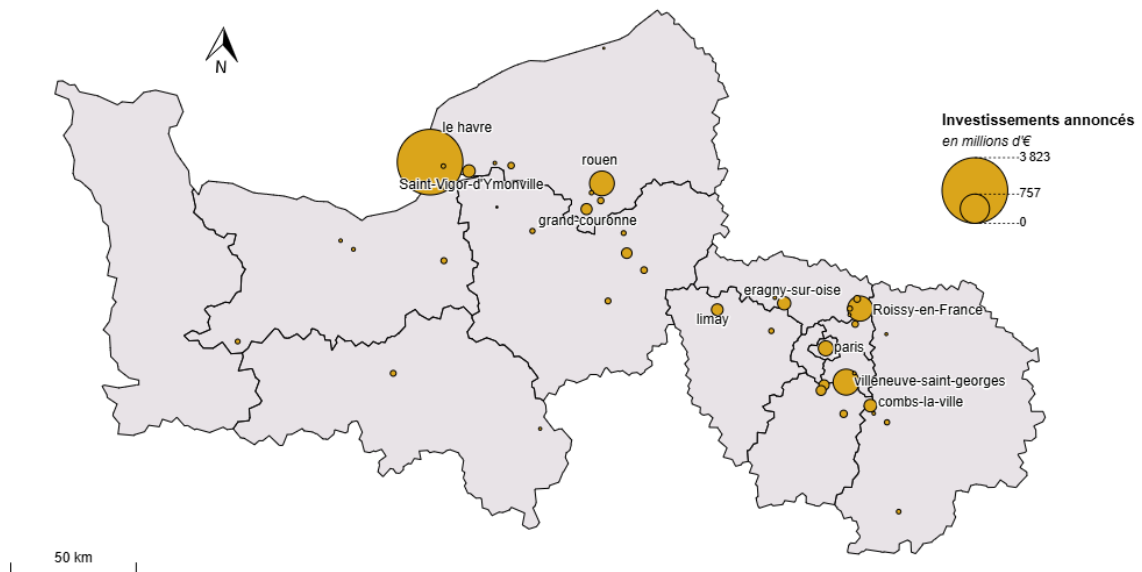 N
le havre
Saint-Vigor-d'Ymonville
rouen
grand-couronne
Investissements annoncés
en millions d'€
3 823
757
0
eragny-sur-oise
limay
Roissy-en-France
paris
villeneuve-saint-georges
combs-la-ville
50 km